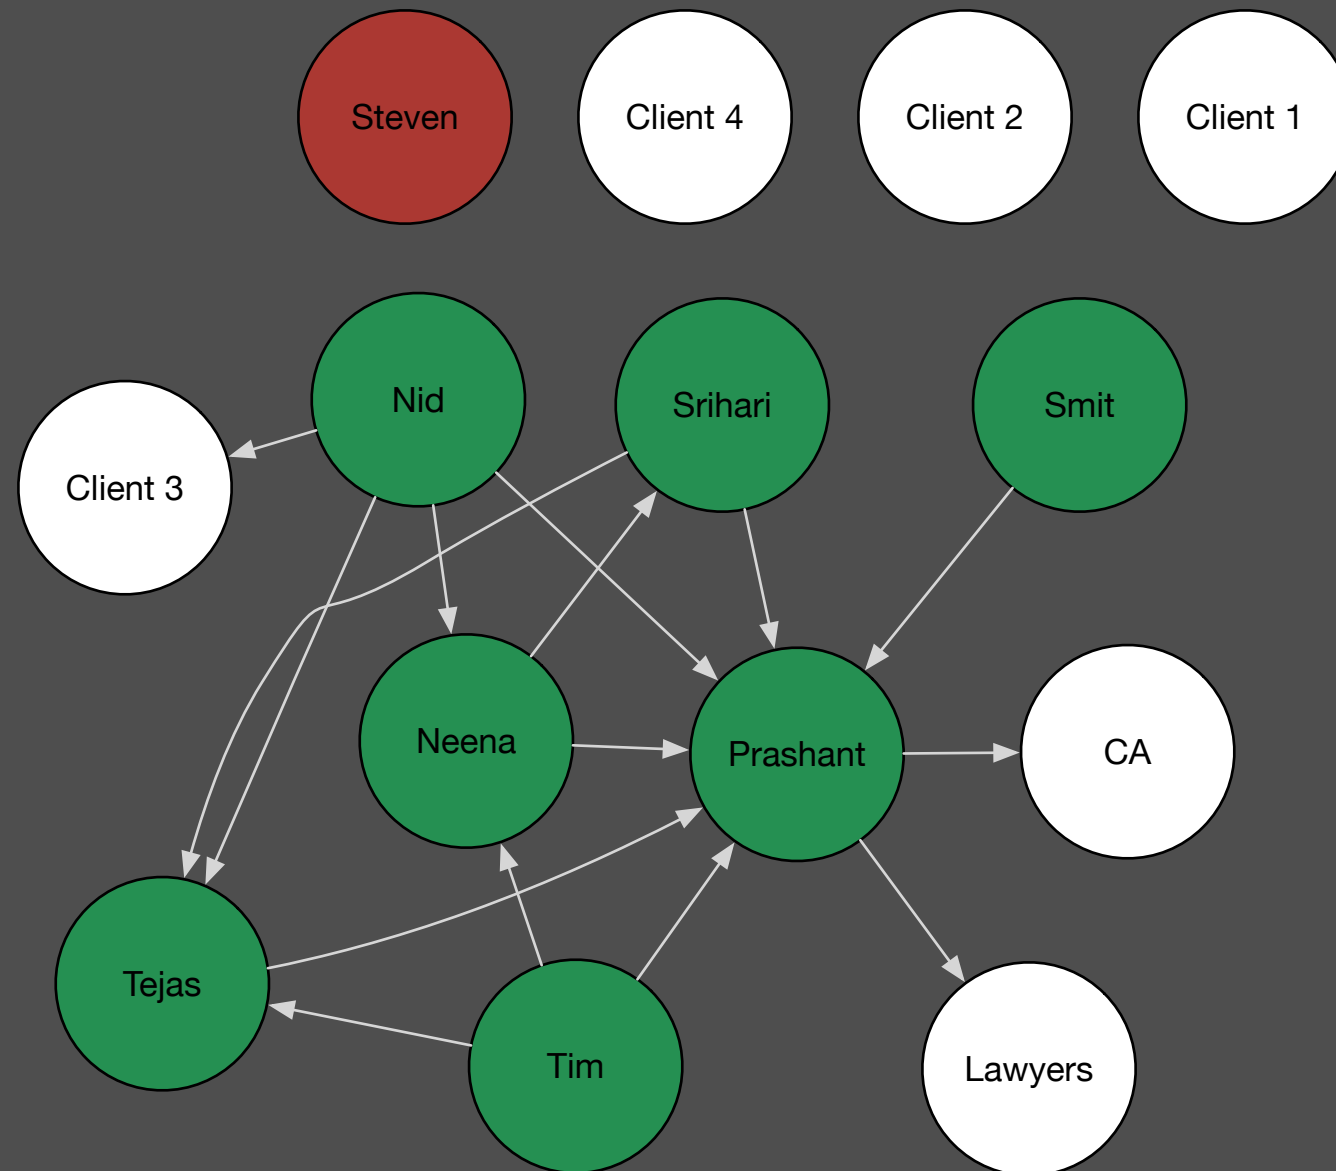 Steven
Client 4
Client 2
Client 1
Nid
Srihari
Smit
Client 3
Neena
Prashant
CA
Tejas
Tim
Lawyers